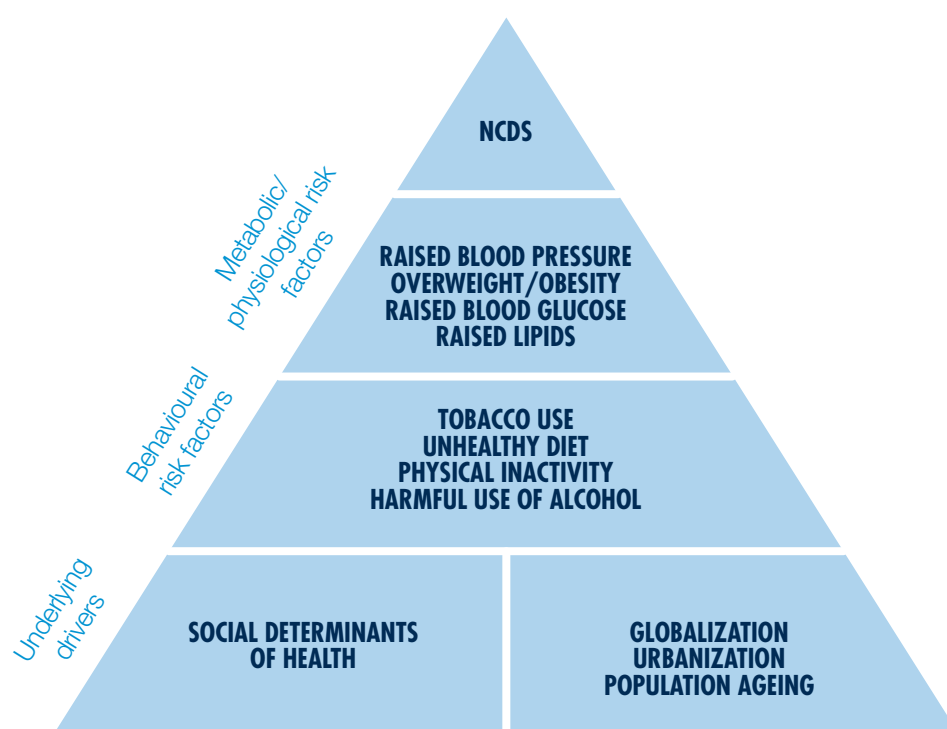 NCDS
Metabolic/
physiological risk
factors
RAISED BLOOD PRESSURE
OVERWEIGHT/OBESITY
RAISED BLOOD GLUCOSE
RAISED LIPIDS
Behavioural
risk factors
TOBACCO USE
UNHEALTHY DIET
PHYSICAL INACTIVITY
HARMFUL USE OF ALCOHOL
Underlying
drivers
SOCIAL DETERMINANTS
OF HEALTH
GLOBALIZATION
URBANIZATION
POPULATION AGEING